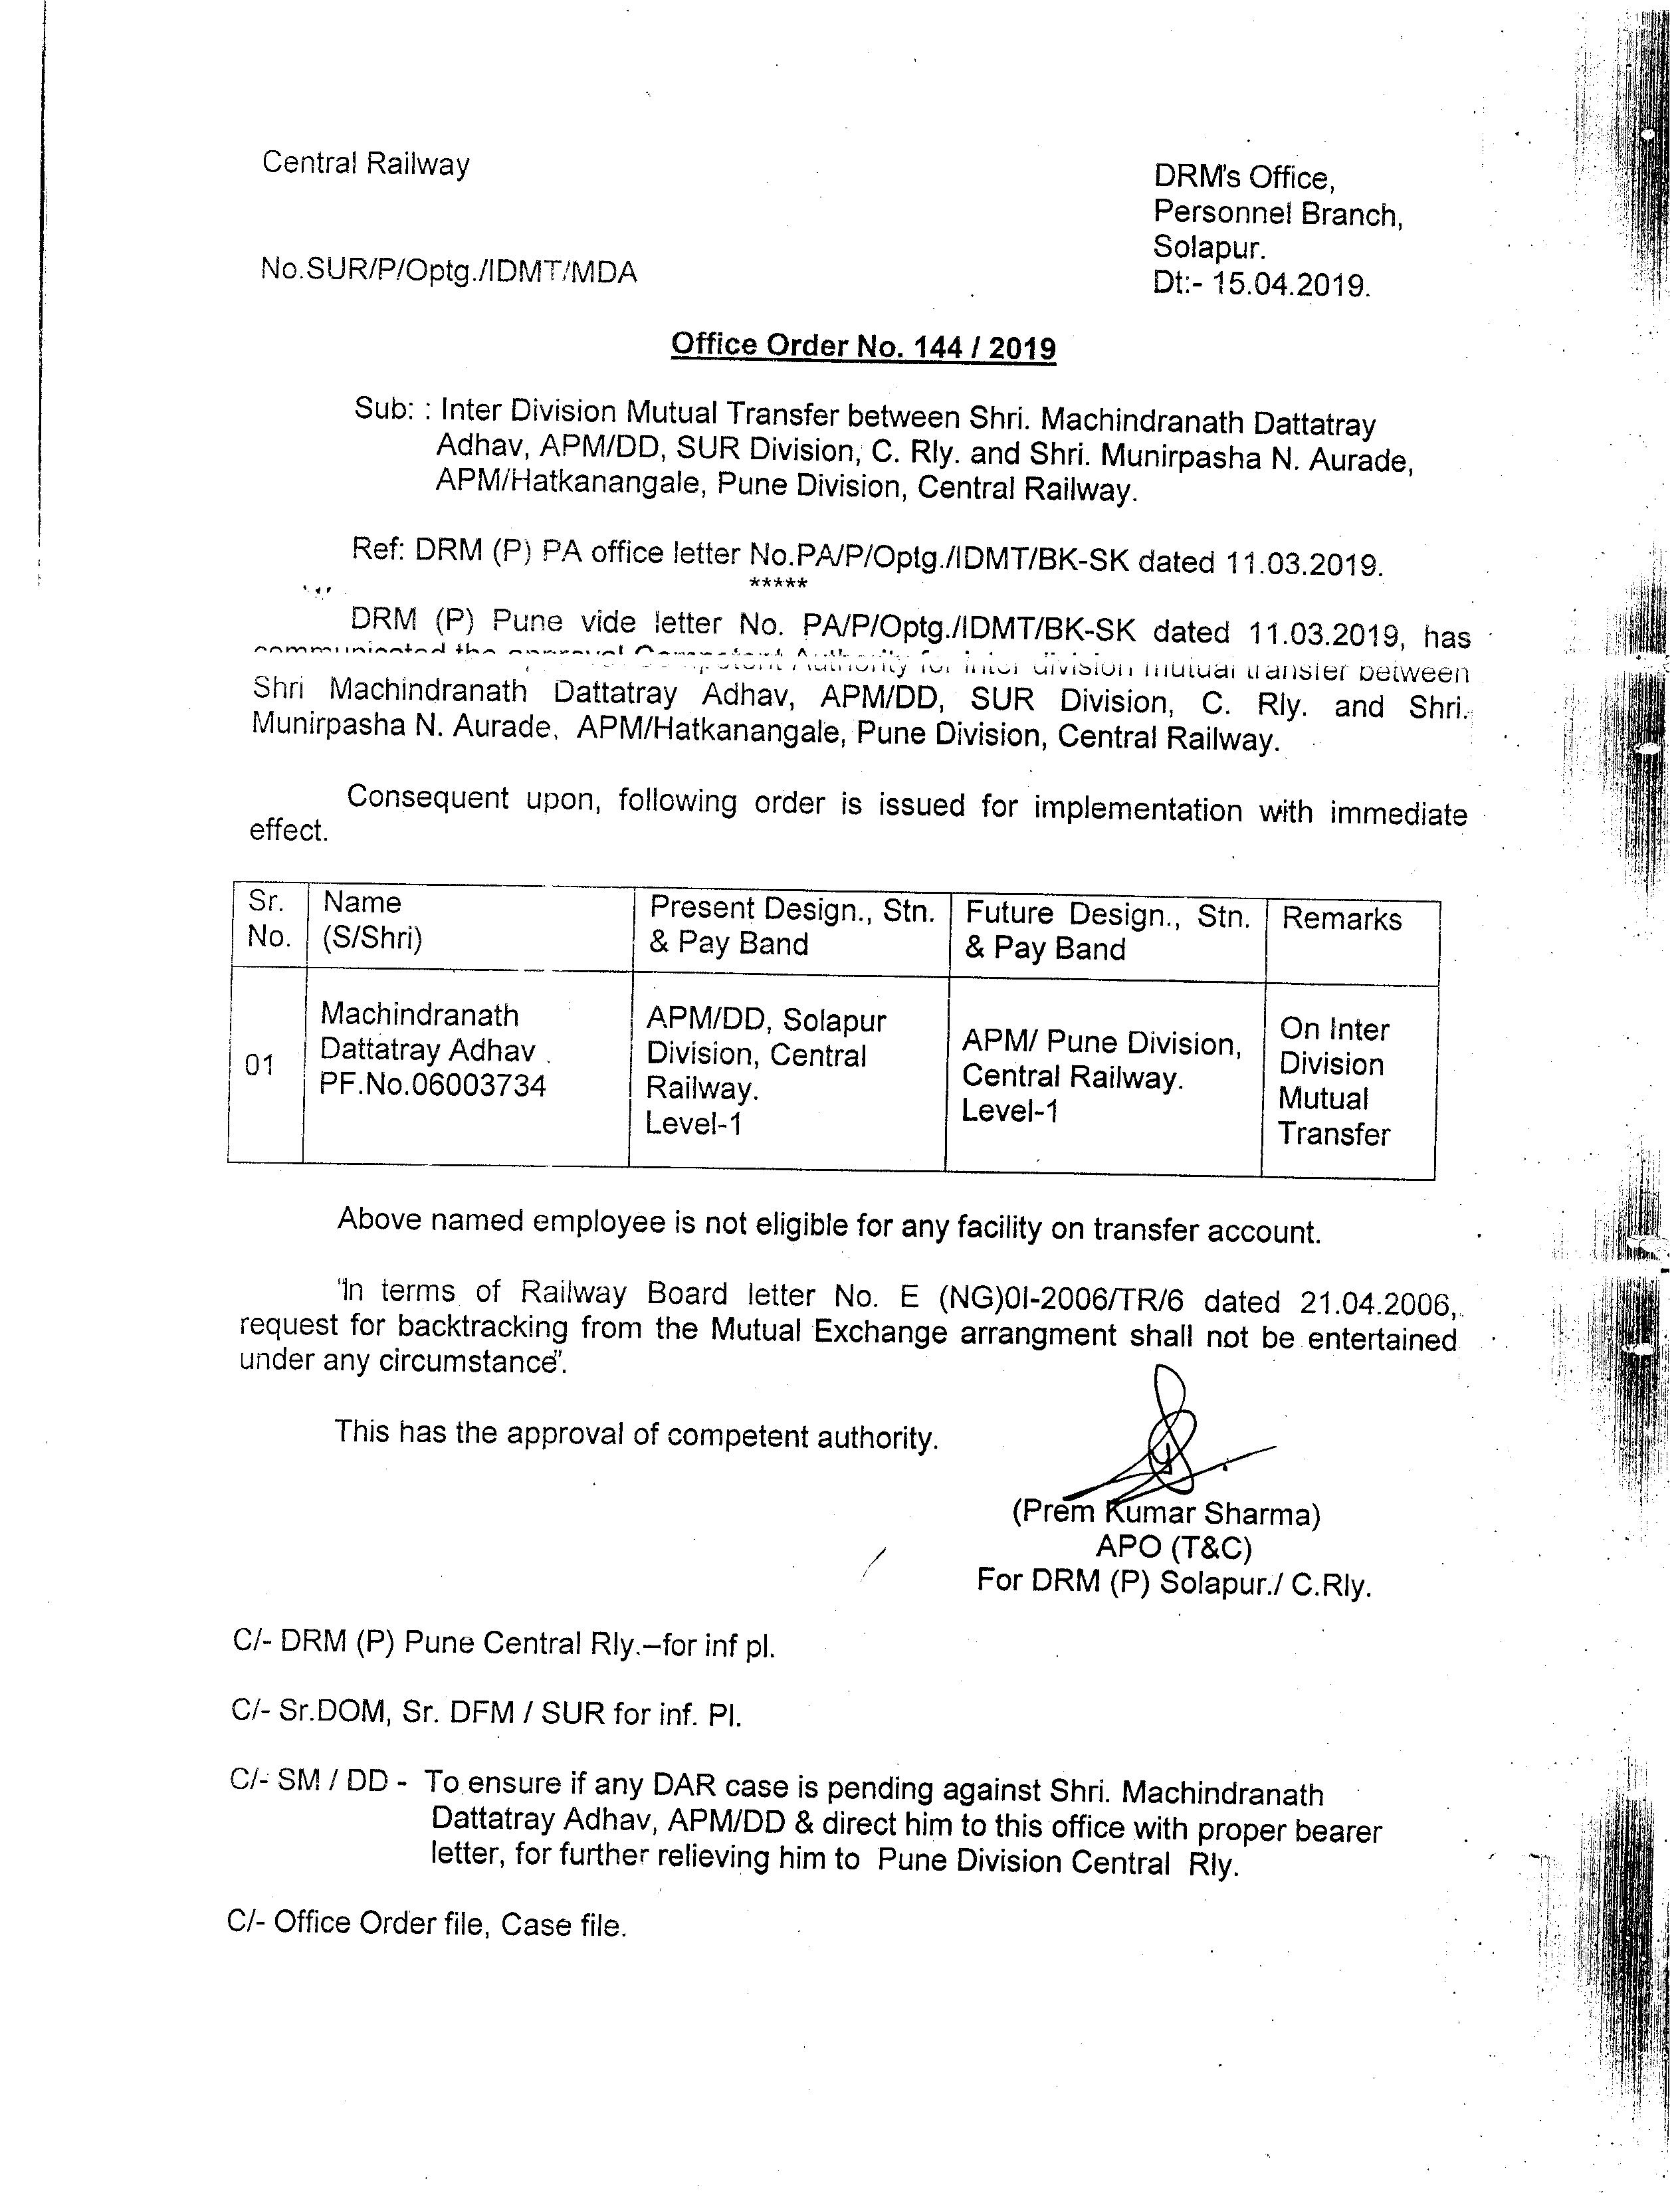 Central Railway
DRM's Office,
Personnel Branch,
Solapur.
No.SUR/P/Optg./IDMT/MDA
Dt:- 15.04.2019.
Office Order No. 144 / 2019
Sub: : Inter Division Mutual Transfer between Shri. Machindranath Dattatray
Adhav, APM/DD, SUR Division, C. Rly. and Shri. Munirpasha N. Aurade,
APM/Hatkanangale, Pune Division, Central Railway.
Ref: DRM (P) PA office letter No.PA/P/Optg./IDMT/BK-SK dated 11.03.2019.
*****
DRM (P) Pune vide letter No. PA/P/Optg./IDMT/BK-SK dated 11.03.2019, has
communicated the approval Competent Authority for inter division mutual transfer between
Shri Machindranath Dattatray Adhav, APM/DD, SUR Division, C. Rly. and Shri.
Munirpasha N. Aurade, APM/Hatkanangale, Pune Division, Central Railway.
Consequent upon, following order is issued for implementation with immediate
effect.
Sr. No.
Name (S/Shri)
Present Design., Stn. & Pay Band
Future Design., Stn. & Pay Band
Remarks
01
Machindranath
Dattatray Adhav
PF.No.06003734
APM/DD, Solapur
Division, Central
Railway.
Level-1
APM/ Pune Division,
Central Railway.
Level-1
On Inter
Division
Mutual
Transfer
Above named employee is not eligible for any facility on transfer account.
"In terms of Railway Board letter No. E (NG)0I-2006/TR/6 dated 21.04.2006,
request for backtracking from the Mutual Exchange arrangment shall not be entertained
under any circumstance".
This has the approval of competent authority.
(Prem Kumar Sharma)
APO (T&C)
For DRM (P) Solapur./ C.Rly.
C/- DRM (P) Pune Central Rly.–for inf pl.
C/- Sr.DOM, Sr. DFM / SUR for inf. Pl.
C/- SM / DD - To ensure if any DAR case is pending against Shri. Machindranath
Dattatray Adhav, APM/DD & direct him to this office with proper bearer
letter, for further relieving him to Pune Division Central Rly.
C/- Office Order file, Case file.